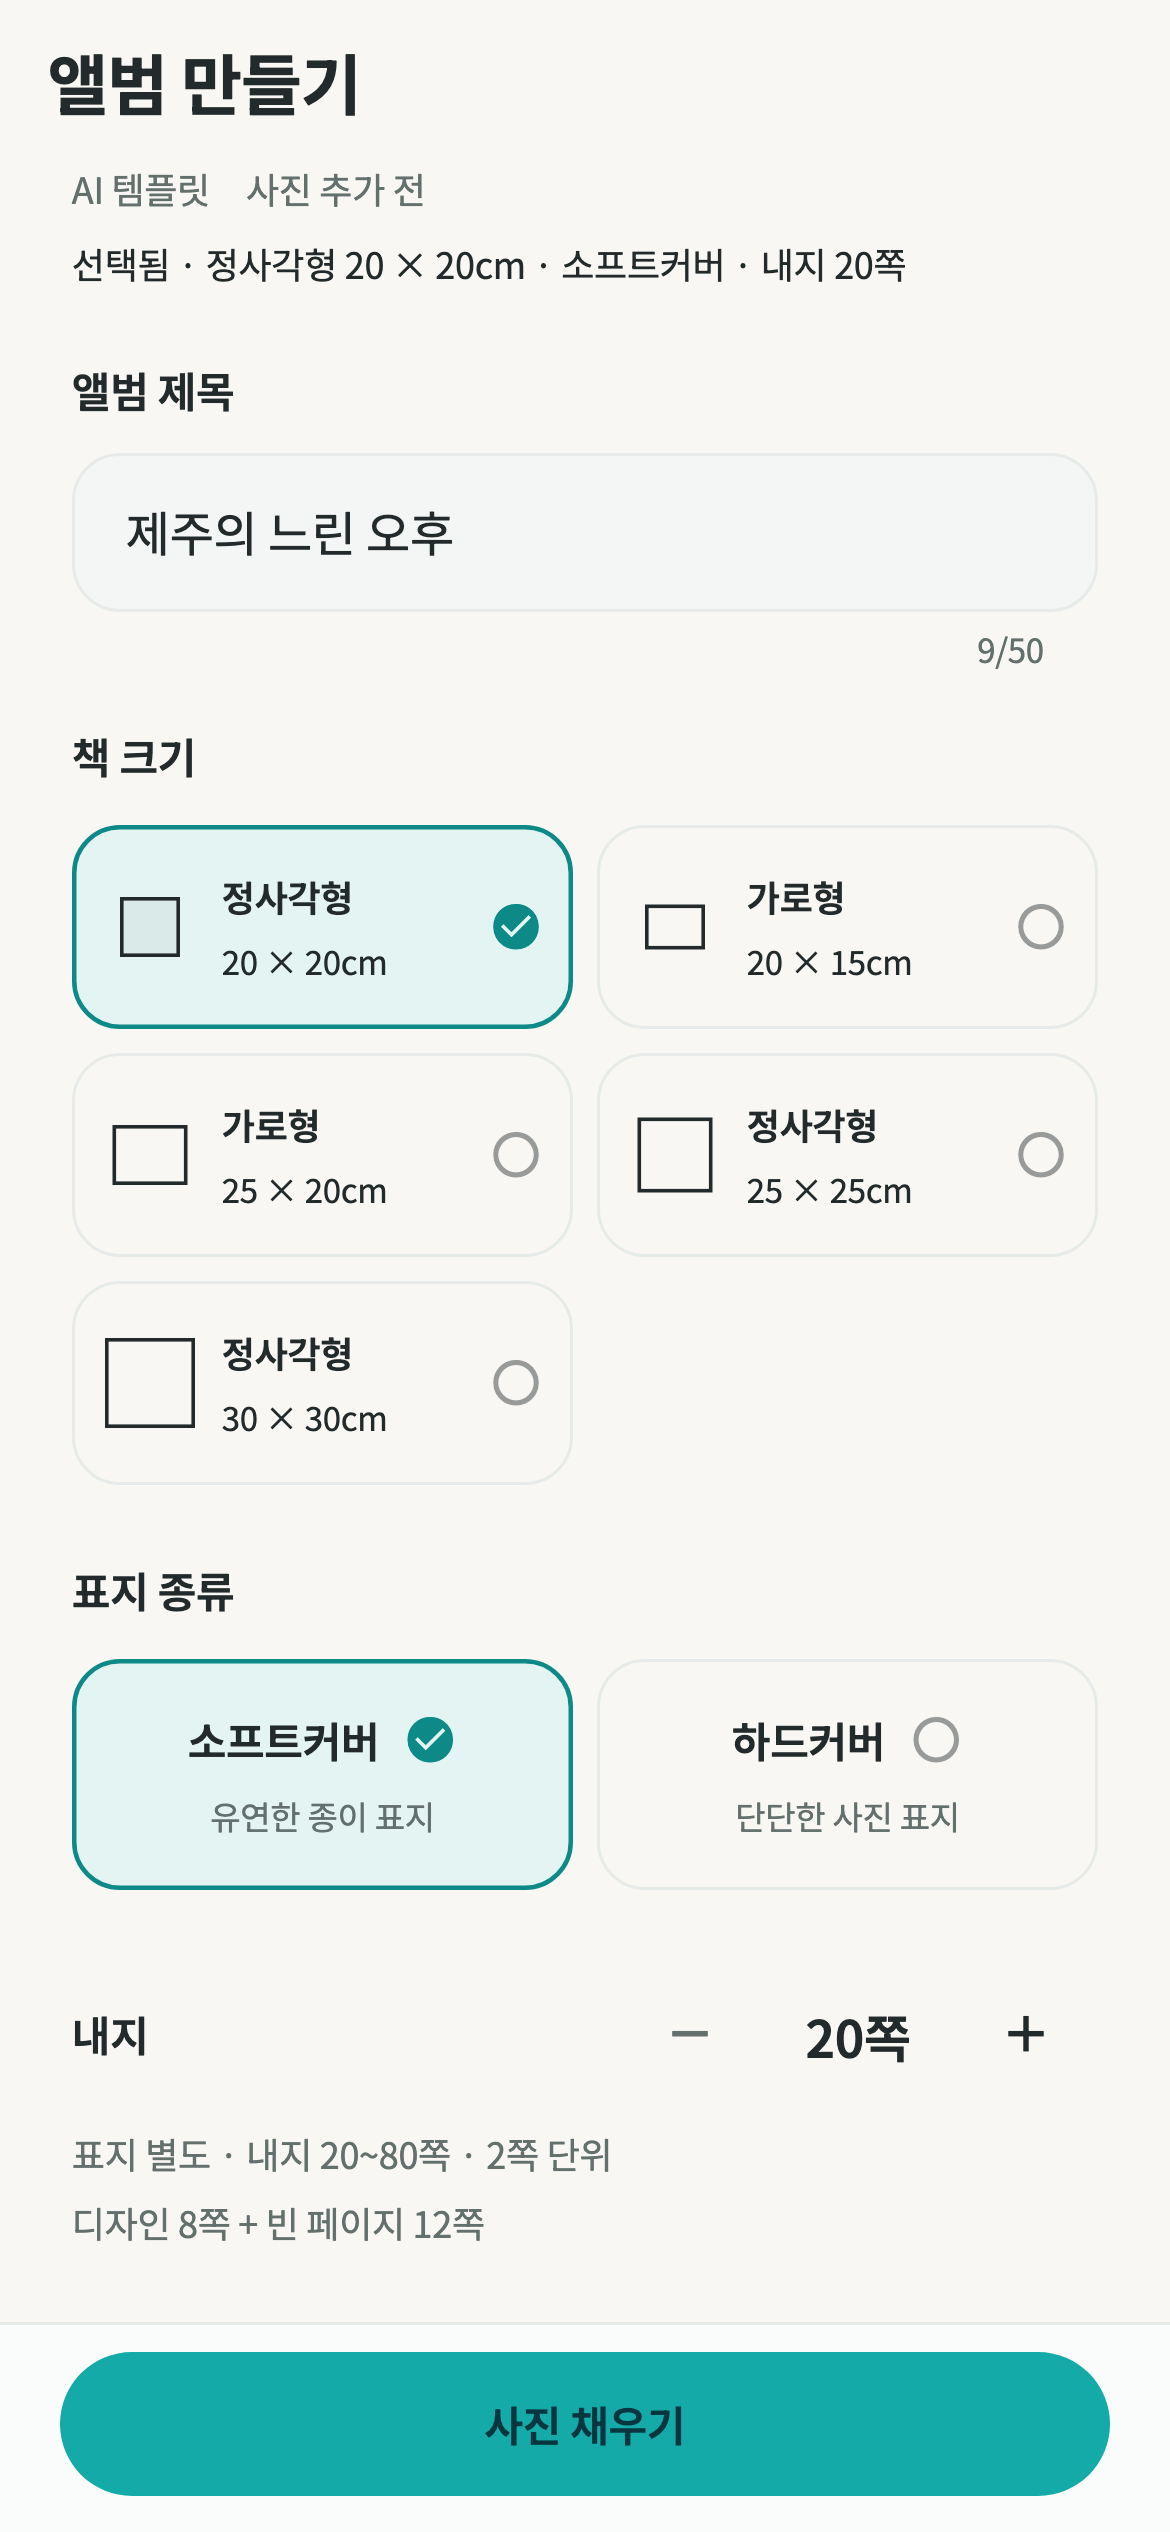 앨범 만들기
AI 템플릿 사진 추가 전
선택됨 · 정사각형 20 × 20cm · 소프트커버 · 내지 20쪽
앨범 제목
제주의 느린 오후
9/50
책 크기
정사각형
20 × 20cm
가로형
20 × 15cm
가로형
25 × 20cm
정사각형
25 × 25cm
정사각형
30 × 30cm
표지 종류
소프트커버
유연한 종이 표지
하드커버
단단한 사진 표지
내지 − 20쪽 +
표지 별도 · 내지 20~80쪽 · 2쪽 단위
디자인 8쪽 + 빈 페이지 12쪽
사진 채우기